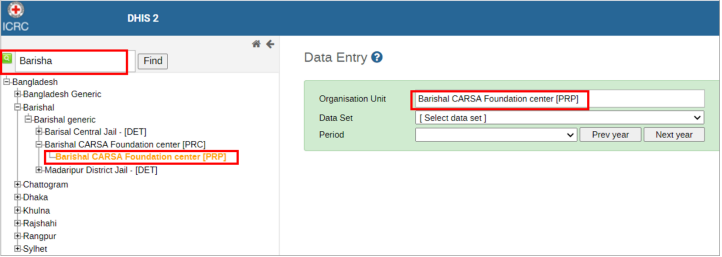 ICRC
DHIS 2
Barisha
Find
Bangladesh
Bangladesh Generic
Barishal
Barishal generic
Barisal Central Jail - [DET]
Barishal CARSA Foundation center [PRC]
Barishal CARSA Foundation center [PRP]
Madaripur District Jail - [DET]
Chattogram
Dhaka
Khulna
Rajshahi
Rangpur
Sylhet
Data Entry ?
Organisation Unit Barishal CARSA Foundation center [PRP]
Data Set [ Select data set ]
Period Prev year Next year